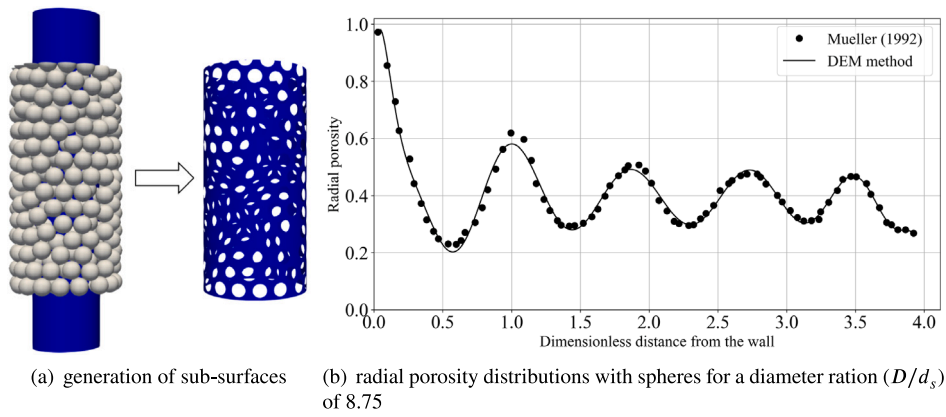 1.0
0.8
0.6
0.4
0.2
0.0
Radial porosity
Mueller (1992)
DEM method
0.0 0.5 1.0 1.5 2.0 2.5 3.0 3.5 4.0
Dimensionless distance from the wall
(a) generation of sub-surfaces
(b) radial porosity distributions with spheres for a diameter ration (D/d_s)
of 8.75